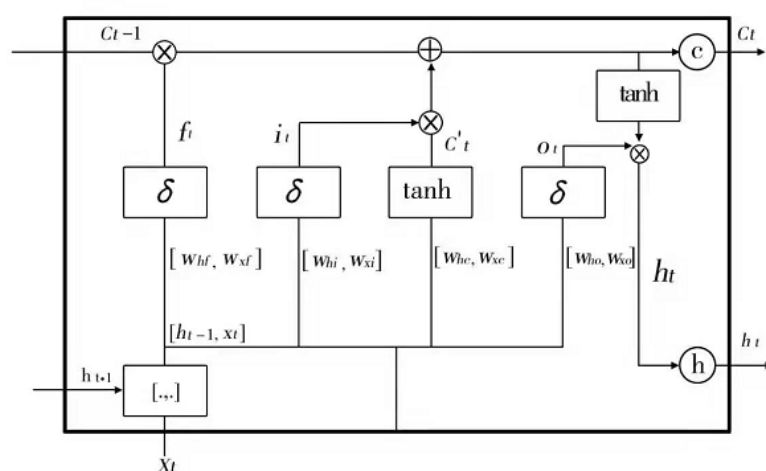 Ct-1
Ct
c
tanh
ft
it
C't
ot
δ
δ
tanh
δ
[Whf, Wxf]
[Whi, Wxi]
[Whc, Wxc]
[Who, Wxo]
ht
[ht-1, xt]
ht-1
[.,.]
h
ht
Xt